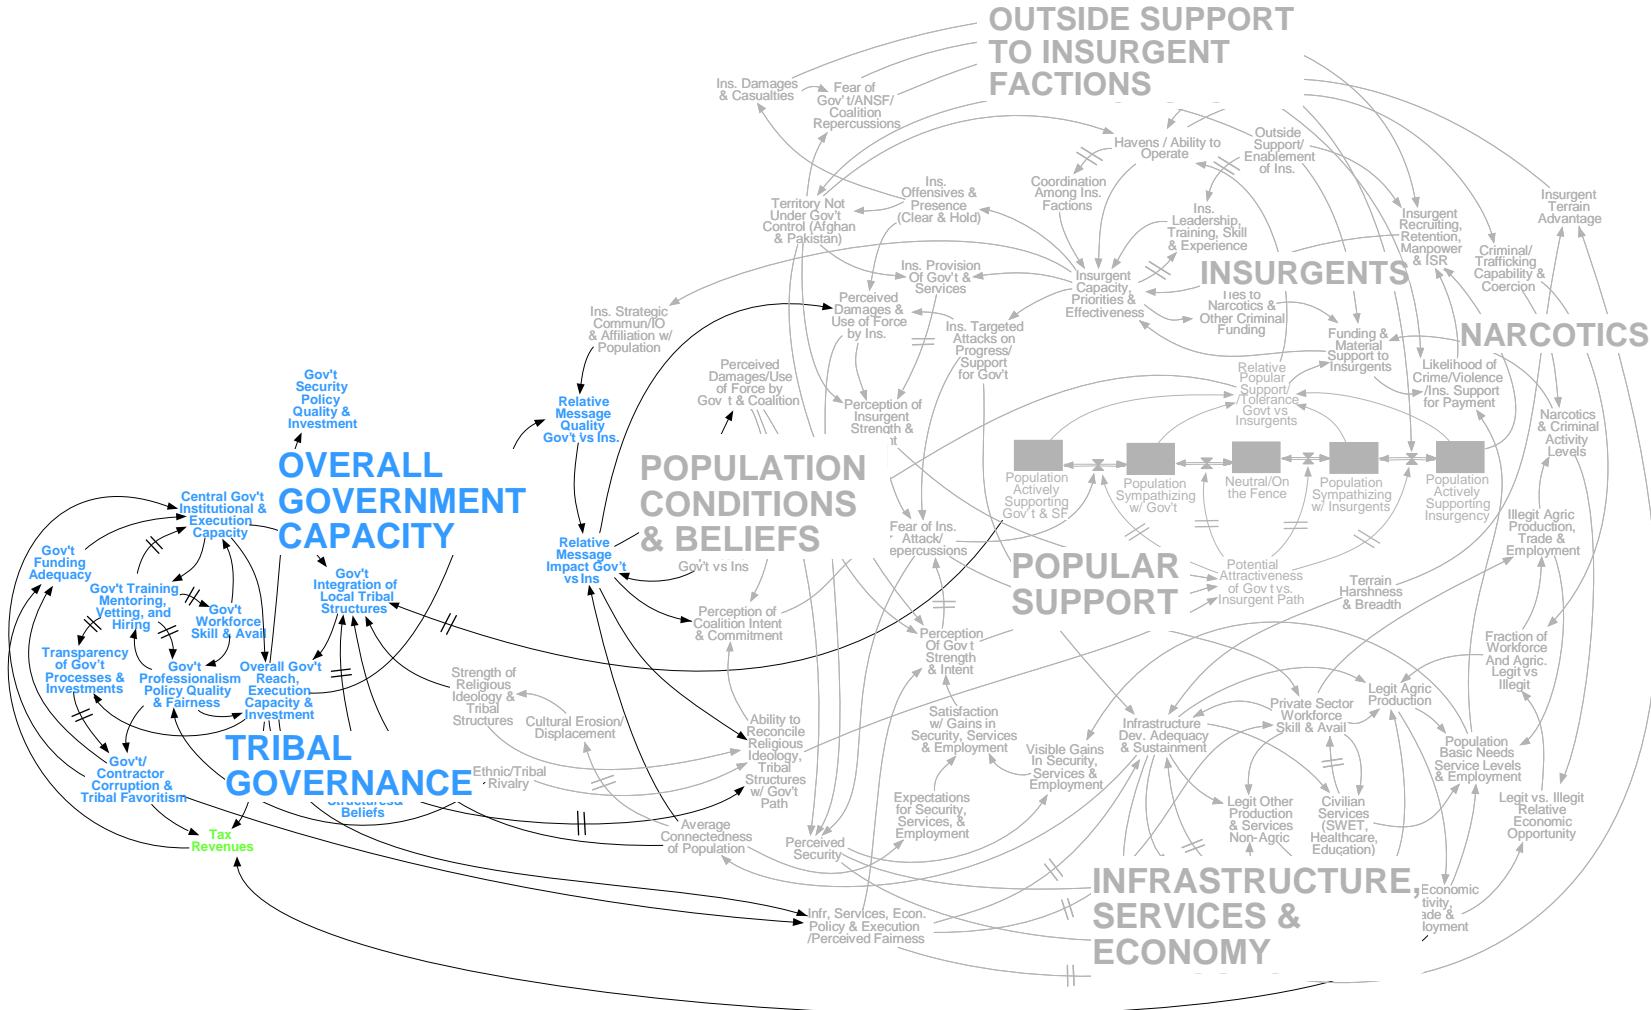 OUTSIDE SUPPORT
TO INSURGENT
FACTIONS
Ins. Damages
& Casualties
Fear of
Gov't/ANSF/
Coalition
Repercussions
Havens / Ability to
Operate
Outside
Support/
Enablement
of Ins.
Coordination
Among Ins.
Factions
Ins.
Offensives &
Presence
(Clear & Hold)
Territory Not
Under Gov't
Control (Afghan
& Pakistan)
Ins.
Leadership,
Training, Skill
& Experience
Insurgent
Recruiting,
Retention,
Manpower
& ISR
Insurgent
Terrain
Advantage
Criminal/
Trafficking
Capability &
Coercion
INSURGENTS
Ins. Provision
Of Gov't &
Services
Insurgent
Capacity,
Priorities &
Effectiveness
Ties to
Narcotics &
Other Criminal
Funding
Perceived
Damages &
Use of Force
by Ins.
Ins. Strategic
Commun/IO
& Affiliation w/
Population
Ins. Targeted
Attacks on
Progress/
Support
for Gov't
Funding &
Material
Support to
Insurgents
NARCOTICS
Likelihood of
Crime/Violence
/Ins. Support
for Payment
Relative
Popular
Support/
/Tolerance
Govt vs
Insurgents
Perceived
Damages/Use
of Force by
Gov't & Coalition
Perception of
Insurgent
Strength &
Narcotics
& Criminal
Activity
Levels
Gov't
Security
Policy
Quality &
Investment
Relative
Message
Quality
Gov't vs Ins.
OVERALL
GOVERNMENT
CAPACITY
POPULATION
CONDITIONS
& BELIEFS
Population
Actively
Supporting
Gov't & SF
Population
Sympathizing
w/ Gov't
Neutral/On
the Fence
Population
Sympathizing
w/ Insurgents
Population
Actively
Supporting
Insurgency
Central Gov't
Institutional &
Execution
Capacity
Gov't
Funding
Adequacy
Relative
Message
Impact Gov't
vs Ins
Gov't vs Ins
Fear of Ins.
Attack/
epercussions
POPULAR
SUPPORT
Potential
Attractiveness
of Gov't vs.
Insurgent Path
Illegit Agric
Production,
Trade &
Employment
Terrain
Harshness
& Breadth
Gov't Training
Mentoring,
Vetting, and
Hiring
Gov't
Integration of
Local Tribal
Structures
Gov't
Workforce
Skill & Avail
Perception of
Coalition Intent
& Commitment
Perception
Of Gov't
Strength
& Intent
Fraction of
Workforce
And Agric.
Legit vs
Illegit
Transparency
of Gov't
Processes &
Investments
Gov't
Professionalism
Policy Quality
& Fairness
Overall Gov't
Reach,
Execution
Capacity &
Investment
Strength of
Religious
Ideology &
Tribal
Structures
Cultural Erosion/
Displacement
Ability to
Reconcile
Religious
Ideology,
Tribal
Structures
w/ Gov't
Path
Satisfaction
w/ Gains in
Security, Services
& Employment
Visible Gains
In Security,
Services &
Employment
Infrastructure
Dev. Adequacy
& Sustainment
Private Sector
Workforce
Skill & Avail
Legit Agric
Production
Population
Basic Needs
Service Levels
& Employment
TRIBAL
GOVERNANCE
Gov't/
Contractor
Corruption &
Tribal Favoritism
Ethnic/Tribal
Rivalry
Structures&
Beliefs
Expectations
for Security,
Services, &
Employment
Legit Other
Production
& Services
Non-Agric
Civilian
Services
(SWET,
Healthcare,
Education)
Legit vs. Illegit
Relative
Economic
Opportunity
Tax
Revenues
Average
Connectedness
of Population
Perceived
Security
INFRASTRUCTURE,
SERVICES &
ECONOMY
Economic
Infr, Services, Econ.
Policy & Execution
/Perceived Fairness